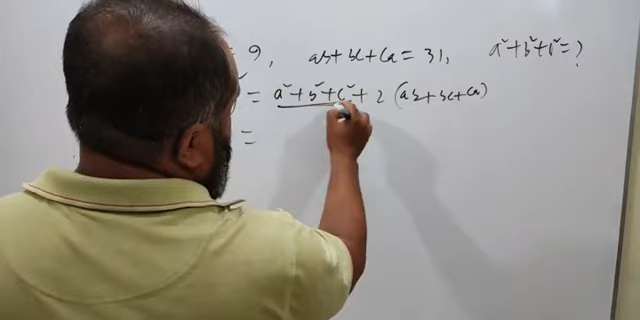 = 9, ab+bc+ca = 31, a²+b²+c² = ?
= a²+b²+c²+2(ab+bc+ca)
=